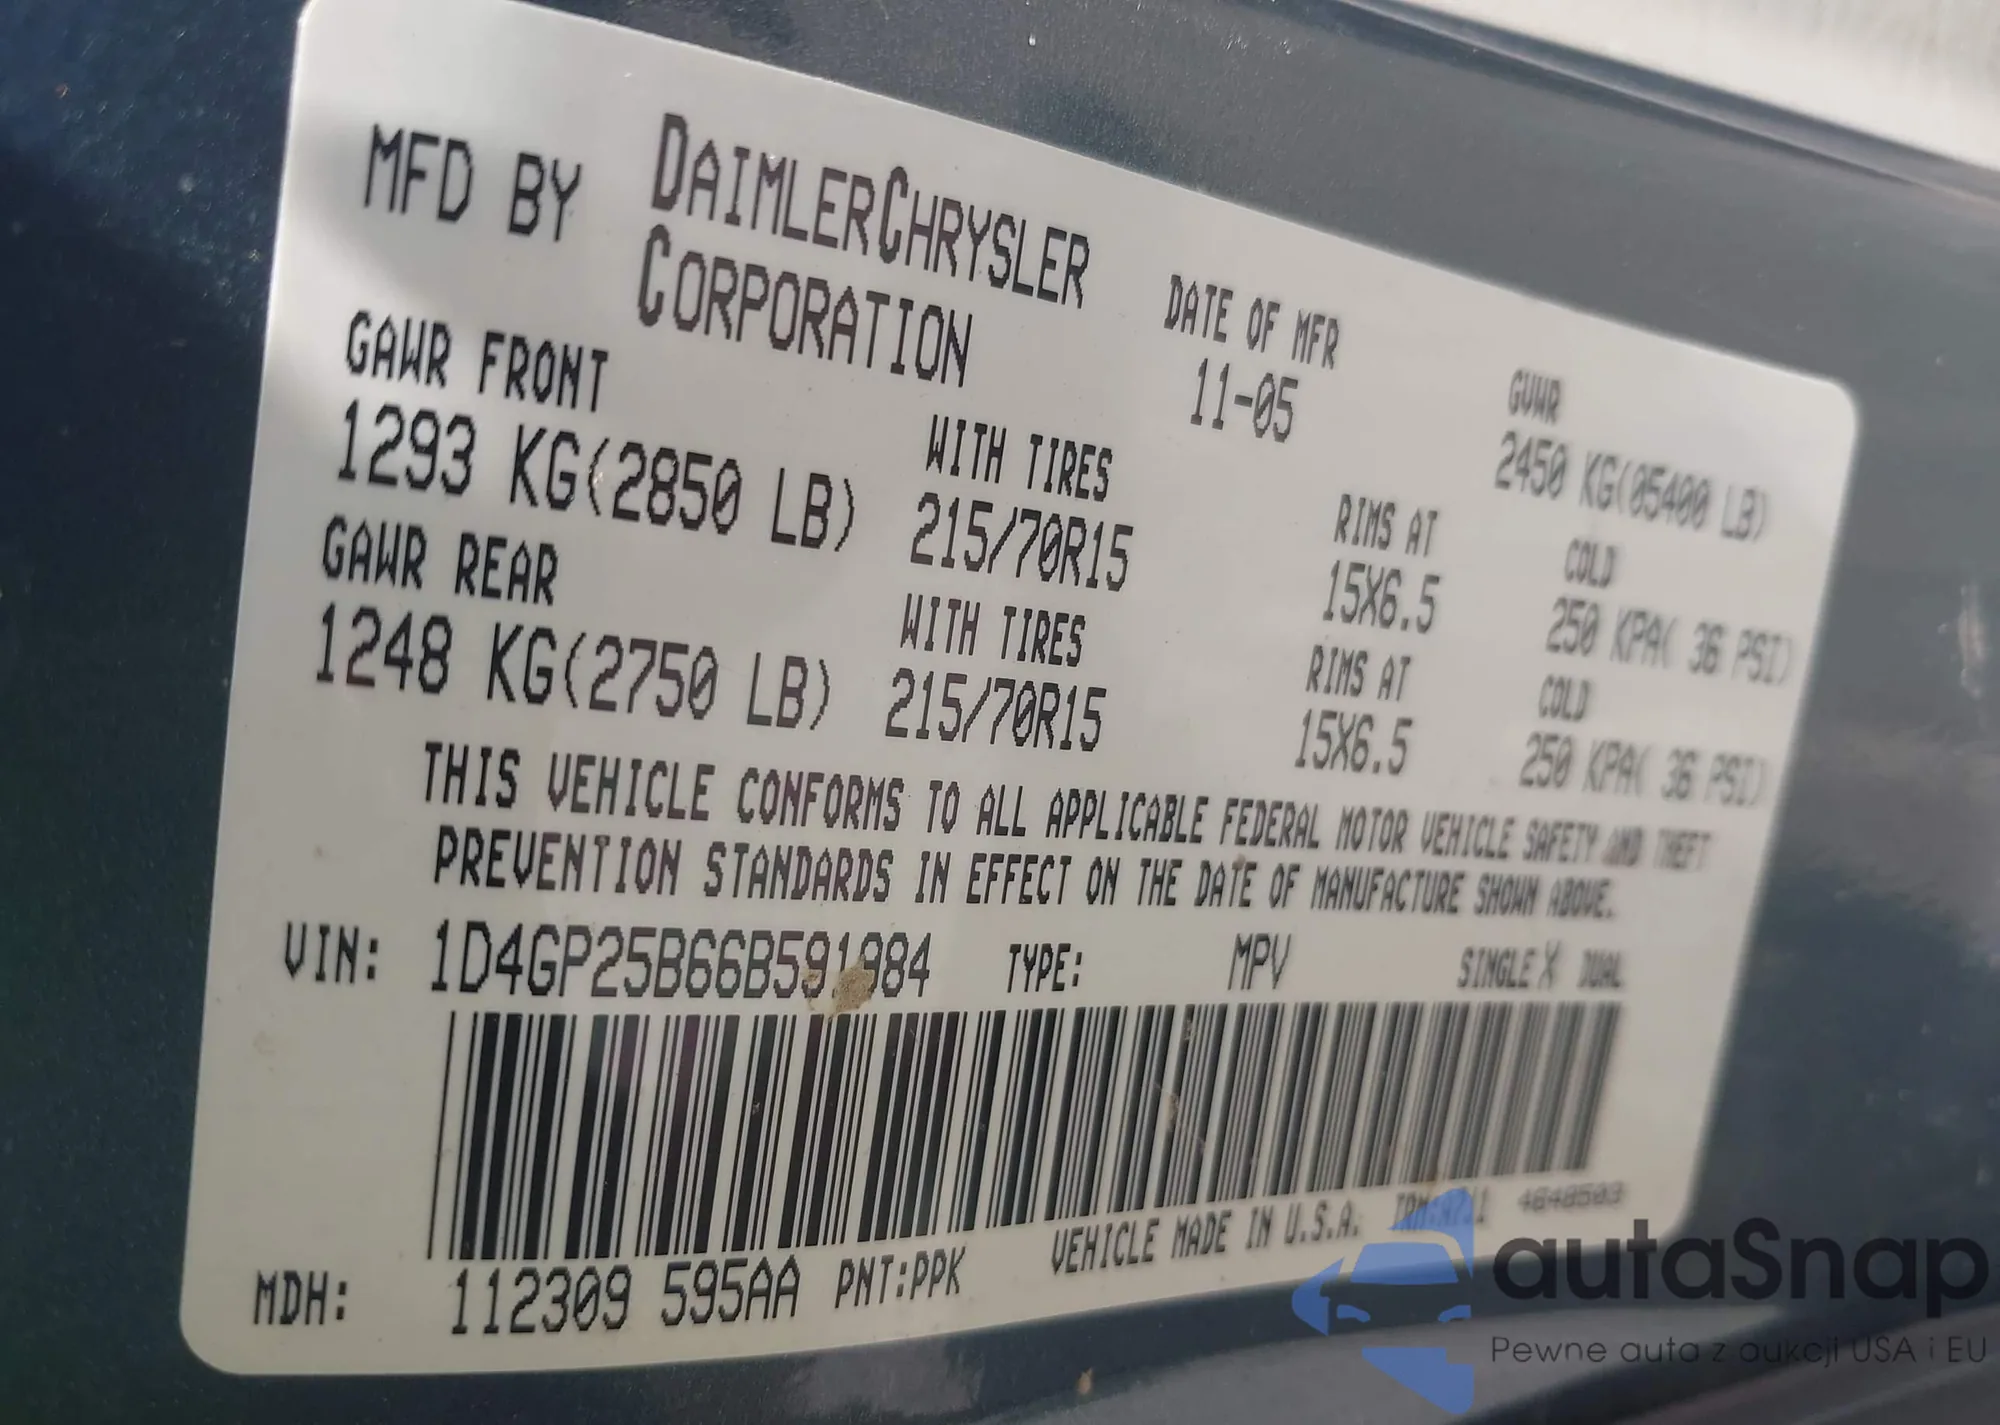 MFD BY DAIMLERCHRYSLER CORPORATION
DATE OF MFR 11-05
GVWR 2450 KG(05400 LB)
GAWR FRONT WITH TIRES RIMS AT COLD
1293 KG(2850 LB) 215/70R15 15X6.5 250 KPA( 36 PSI)
GAWR REAR WITH TIRES RIMS AT COLD
1248 KG(2750 LB) 215/70R15 15X6.5 250 KPA( 36 PSI)
THIS VEHICLE CONFORMS TO ALL APPLICABLE FEDERAL MOTOR VEHICLE SAFETY AND THEFT
PREVENTION STANDARDS IN EFFECT ON THE DATE OF MANUFACTURE SHOWN ABOVE.
VIN: 1D4GP25B66B591984 TYPE: MPV SINGLE X DUAL
VEHICLE MADE IN U.S.A.
MDH: 112309 595AA PNT:PPK
autaSnap
Pewne auta z aukcji USA i EU